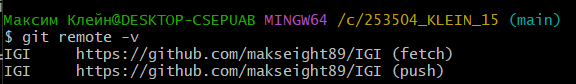 Максим Клейн@DESKTOP-CSEPUAB MINGW64 /c/253504_KLEIN_15 (main)
$ git remote -v
IGI     https://github.com/makseight89/IGI (fetch)
IGI     https://github.com/makseight89/IGI (push)